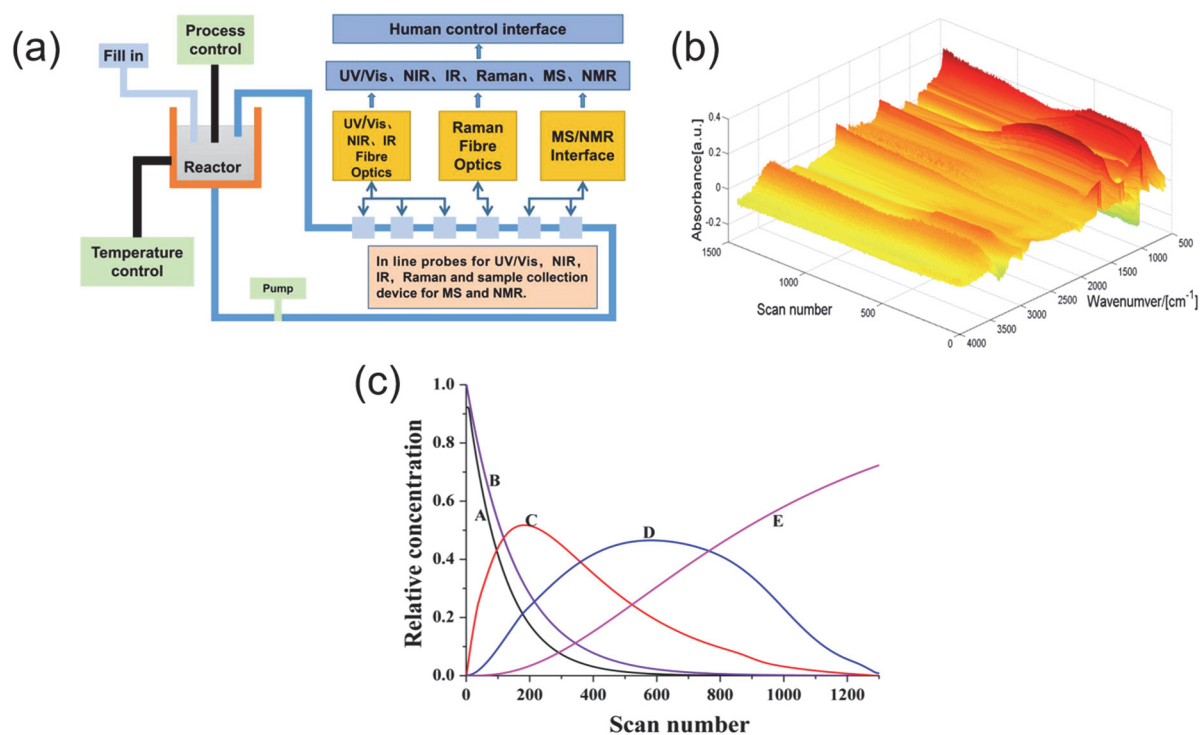 (a)
Process
control
Fill in
Reactor
Temperature
control
Pump
Human control interface
UV/Vis、NIR、IR、Raman、MS、NMR
UV/Vis、
NIR、IR
Fibre
Optics
Raman
Fibre
Optics
MS/NMR
Interface
In line probes for UV/Vis, NIR,
IR, Raman and sample collection
device for MS and NMR.
(b)
Absorbance[a.u.]
0.4
0.2
0
-0.2
1500
1000
500
0
Scan number
4000
3500
3000
2500
2000
1500
1000
500
Wavenumver/[cm⁻¹]
(c)
Relative concentration
1.0
0.8
0.6
0.4
0.2
0.0
A
B
C
D
E
0 200 400 600 800 1000 1200
Scan number